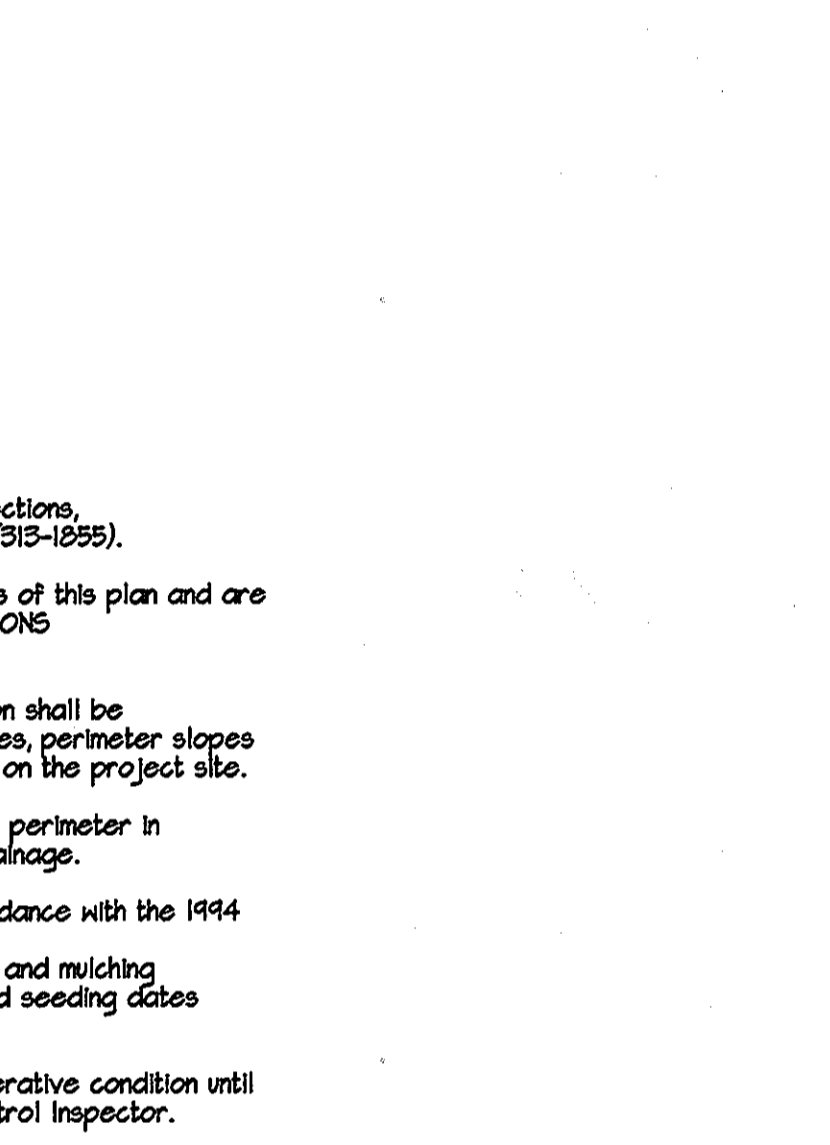 ctions,
313-1855).
s of this plan and are
ONS
n shall be
es, perimeter slopes
on the project site.
perimeter in
ainage.
dance with the 1994
and mulching
d seeding dates
erative condition until
trol Inspector.